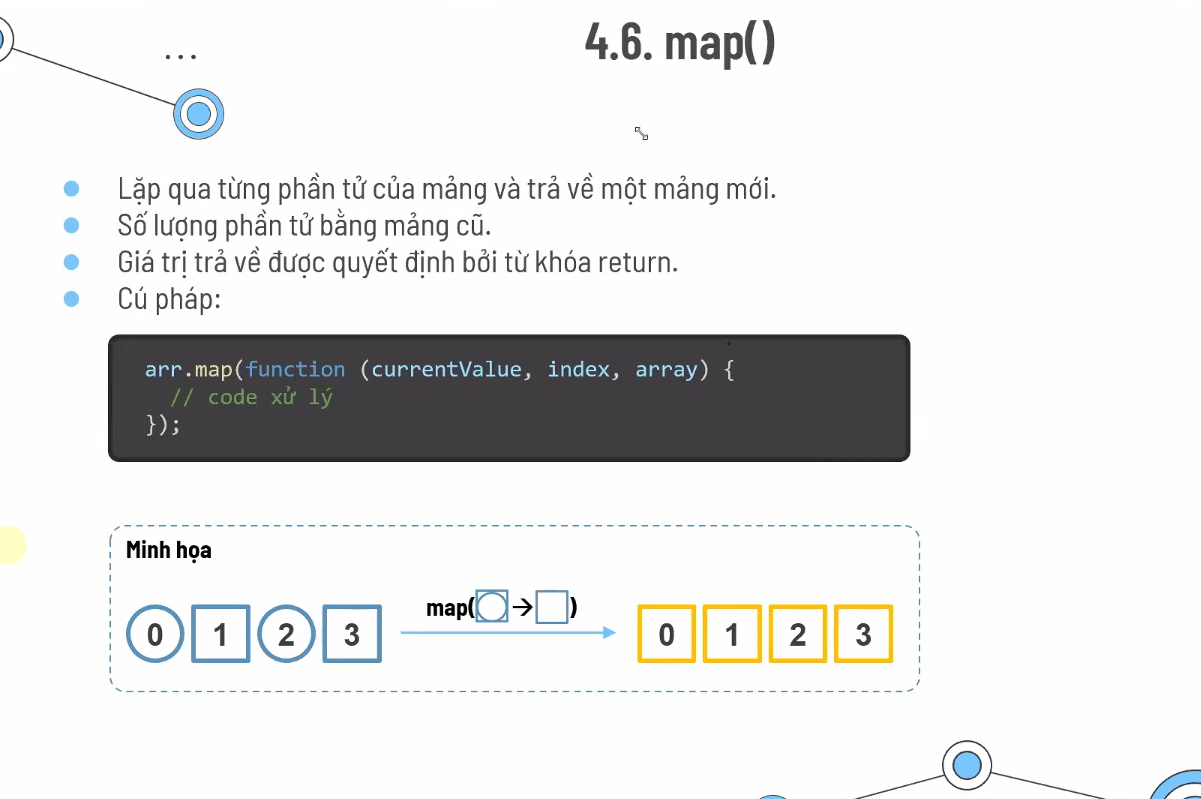 4.6. map()
...
Lặp qua từng phần tử của mảng và trả về một mảng mới.
Số lượng phần tử bằng mảng cũ.
Giá trị trả về được quyết định bởi từ khóa return.
Cú pháp:
arr.map(function (currentValue, index, array) {
// code xử lý
});
Minh họa
map( → )
0 1 2 3
0 1 2 3